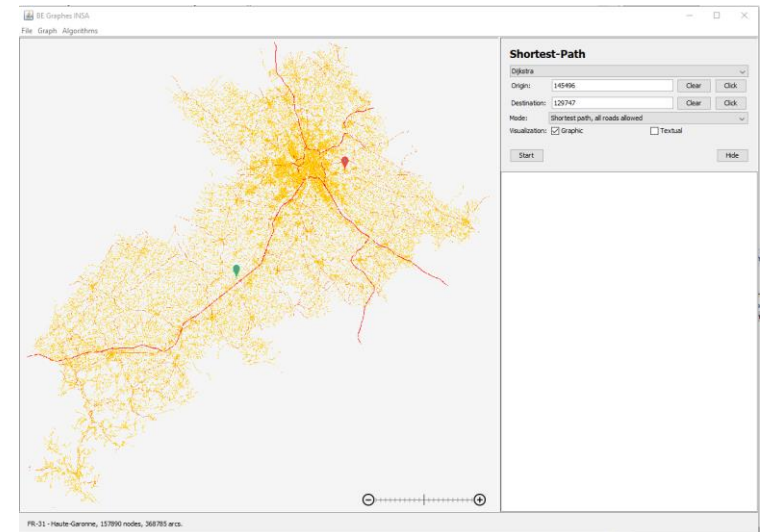 BE Graphes INSA
File Graph Algorithms
Shortest-Path
Dijkstra
Origin: 145496 Clear Click
Destination: 129747 Clear Click
Mode: Shortest path, all roads allowed
Visualization: Graphic Textual
Start Hide
FR-31 - Haute-Garonne, 157890 nodes, 368785 arcs.